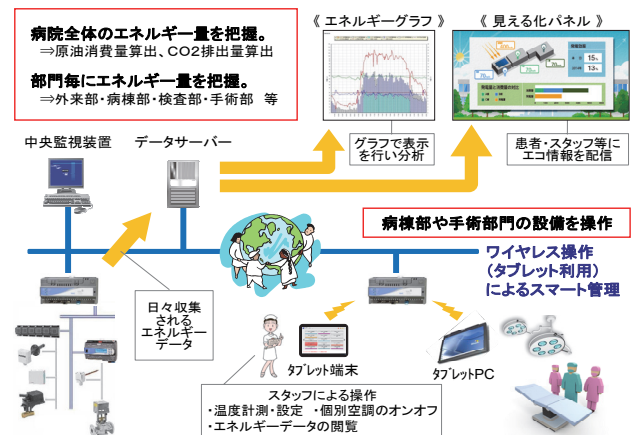 病院全体のエネルギー量を把握。
⇒原油消費量算出、CO2排出量算出
部門毎にエネルギー量を把握。
⇒外来部・病棟部・検査部・手術部 等
《 エネルギーグラフ 》
《 見える化パネル 》
15%
13%
グラフで表示
を行い分析
患者・スタッフ等に
エコ情報を配信
中央監視装置
データサーバー
病棟部や手術部門の設備を操作
ワイヤレス操作
（タブレット利用）
によるスマート管理
日々収集
される
エネルギー
データ
タブレット端末
タブレットPC
スタッフによる操作
・温度計測・設定 ・個別空調のオンオフ
・エネルギーデータの閲覧